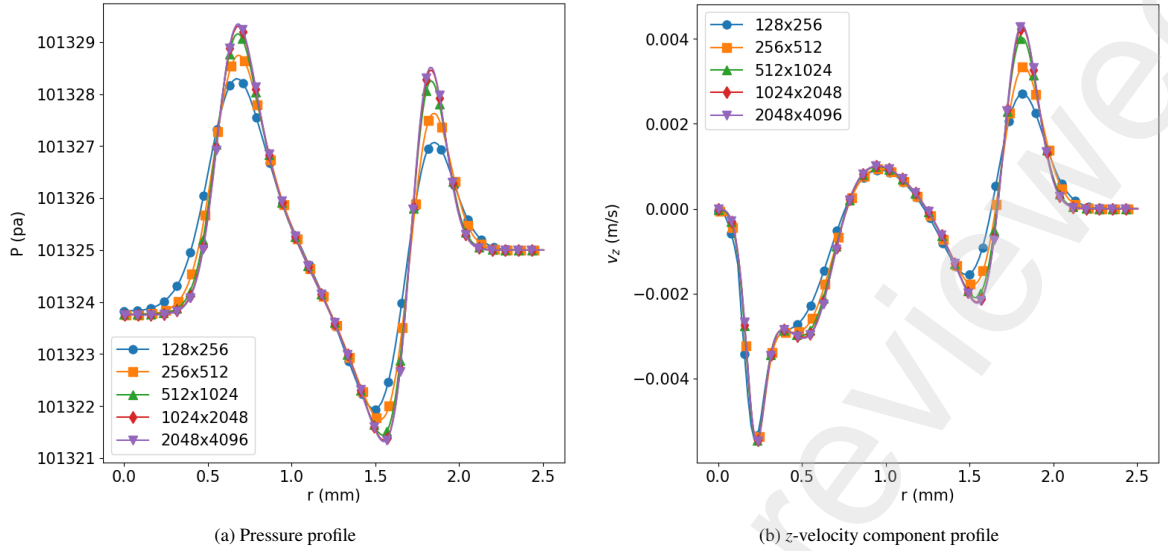 101329
101328
101327
101326
101325
101324
101323
101322
101321
P (pa)
128x256
256x512
512x1024
1024x2048
2048x4096
0.0 0.5 1.0 1.5 2.0 2.5
r (mm)
(a) Pressure profile
0.004
0.002
0.000
−0.002
−0.004
v_z (m/s)
128x256
256x512
512x1024
1024x2048
2048x4096
0.0 0.5 1.0 1.5 2.0 2.5
r (mm)
(b) z-velocity component profile
reviewed